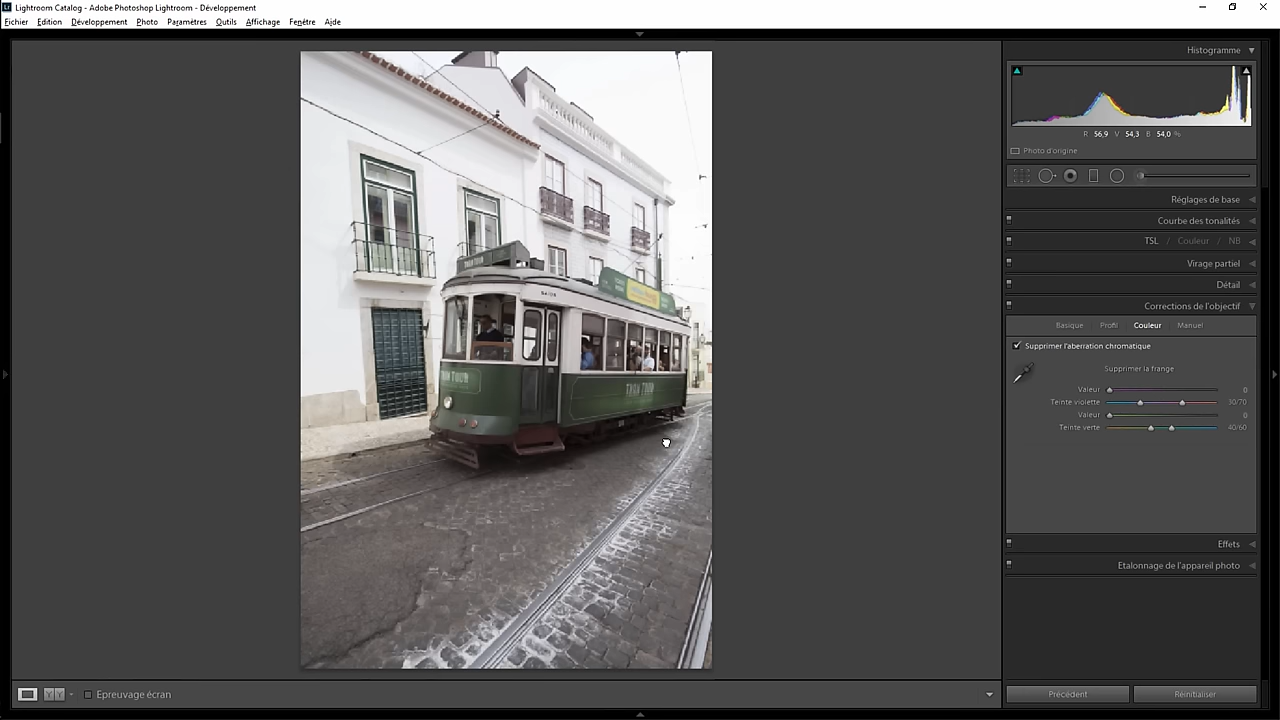 Lightroom Catalog - Adobe Photoshop Lightroom - Développement
Fichier Edition Développement Photo Paramètres Outils Affichage Fenêtre Aide
Histogramme
R 56,9 V 54,3 B 54,0 %
Photo d'origine
Réglages de base
Courbe des tonalités
TSL / Couleur / NB
Virage partiel
Détail
Corrections de l'objectif
Basique Profil Couleur Manuel
Supprimer l'aberration chromatique
Supprimer la frange
Valeur 0
Teinte violette 30/70
Valeur 0
Teinte verte 40/60
Effets
Etalonnage de l'appareil photo
TRAM TOUR
Epreuvage écran
Précédent Réinitialiser